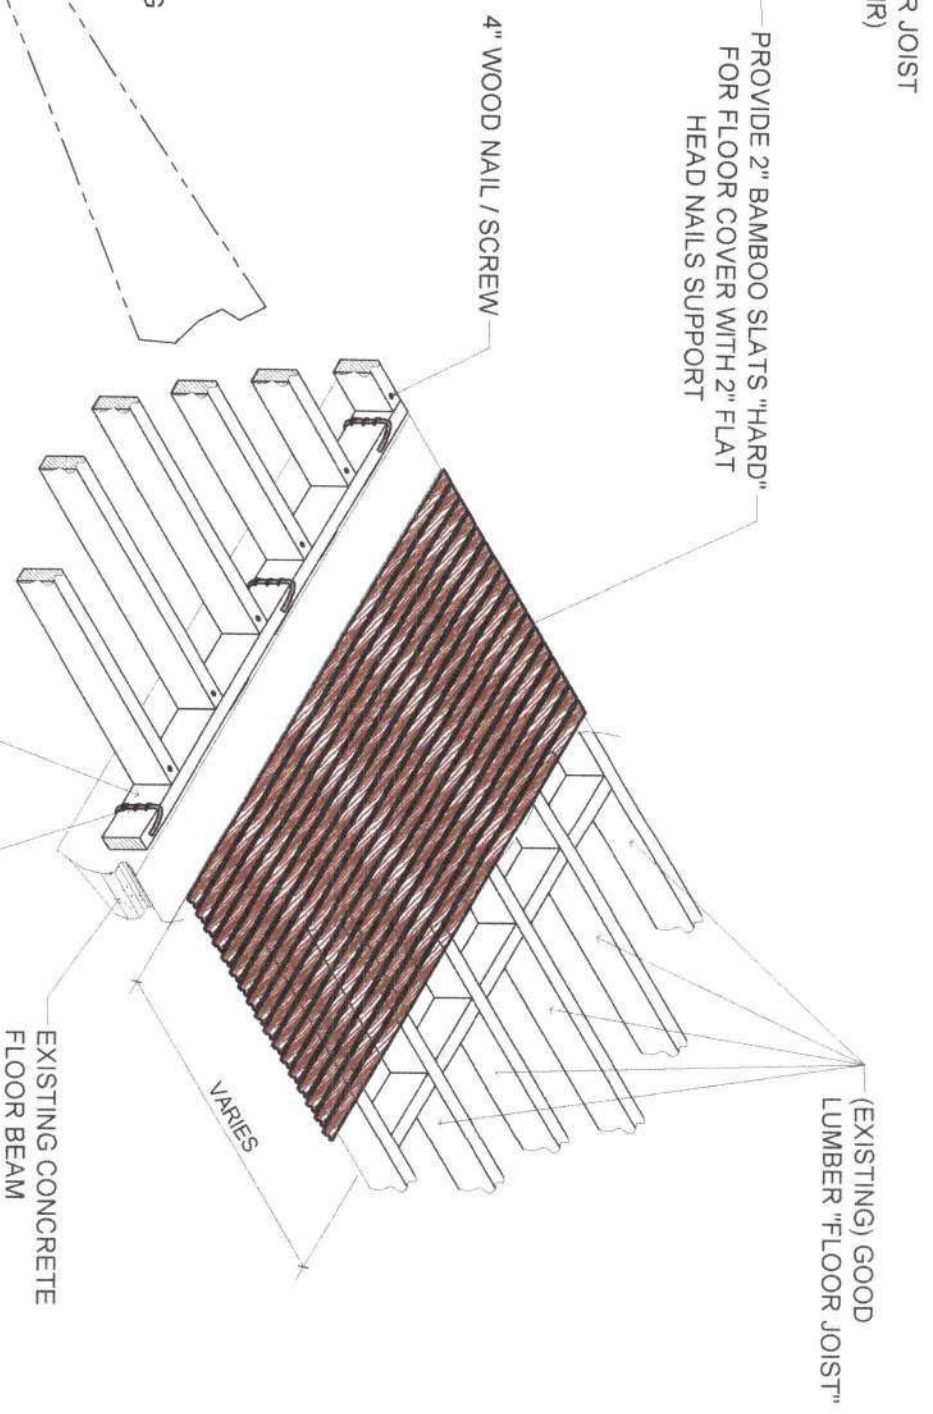 R JOIST
IR)
PROVIDE 2" BAMBOO SLATS "HARD"
FOR FLOOR COVER WITH 2" FLAT
HEAD NAILS SUPPORT
4" WOOD NAIL / SCREW
G
(EXISTING) GOOD
LUMBER "FLOOR JOIST"
VARIES
EXISTING CONCRETE
FLOOR BEAM